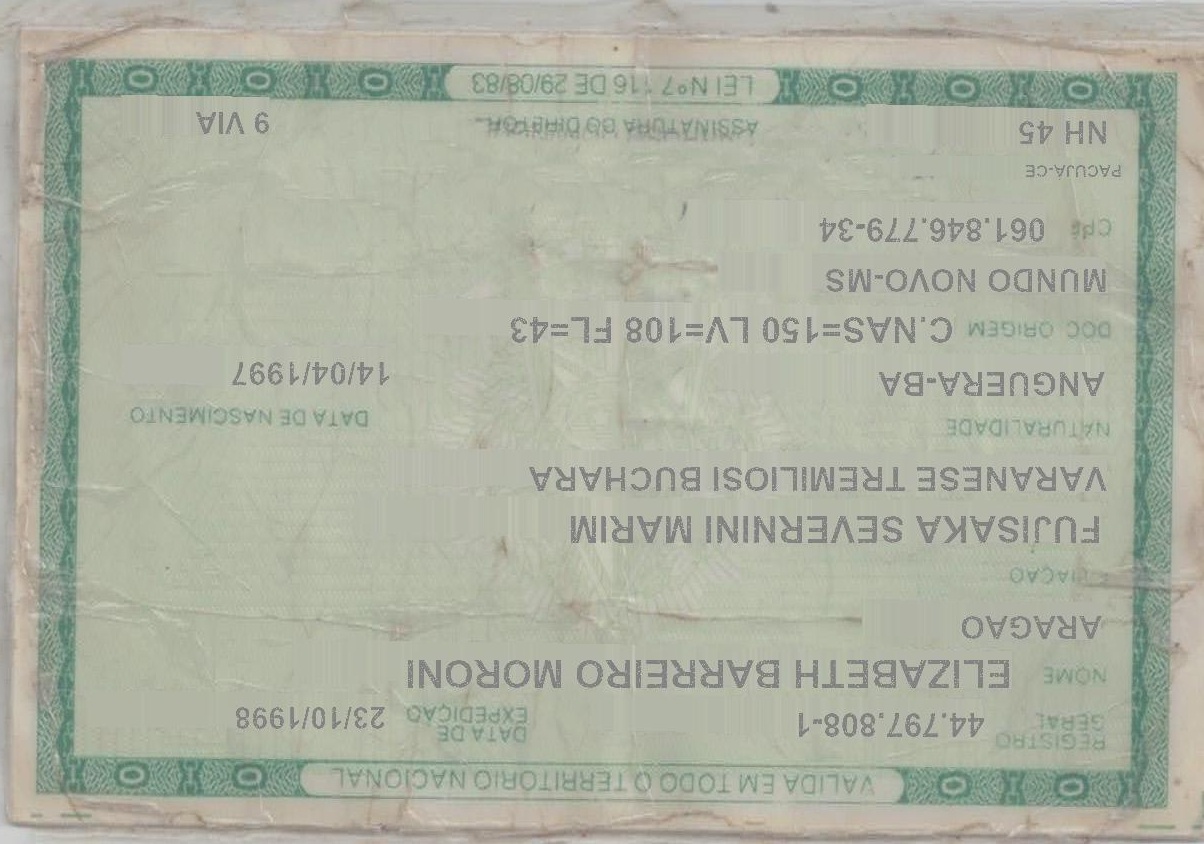 VALIDA EM TODO O TERRITORIO NACIONAL
REGISTRO GERAL 44.797.808-1 DATA DE EXPEDIÇÃO 23/10/1998
NOME ELIZABETH BARREIRO MORONI
ARAGAO
FILIAÇÃO
FUJISAKA SEVERNINI MARIM
VARANESE TREMILIOSI BUCHARA
NATURALIDADE DATA DE NASCIMENTO
ANGUERA-BA 14/04/1997
DOC ORIGEM C.NAS=150 LV=108 FL=43
MUNDO NOVO-MS
CPF 061.846.779-34
PACUJÁ-CE
NH 45 ASSINATURA DO DIRETOR 9 VIA
LEI Nº 7.116 DE 29/08/83